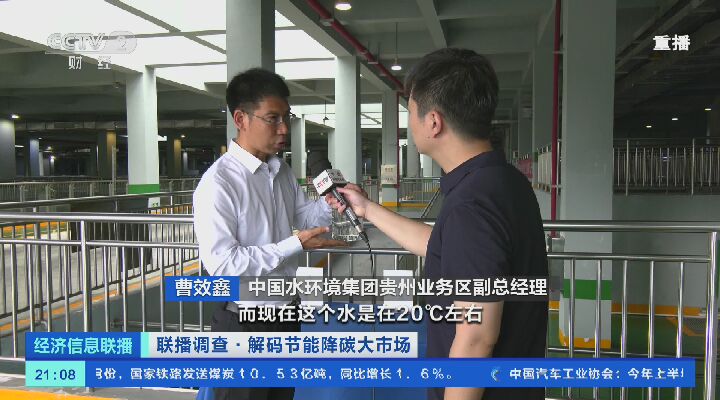 CCTV 2
财经
重播
CCTV
曹效鑫 中国水环境集团贵州业务区副总经理
而现在这个水是在20℃左右
经济信息联播 联播调查·解码节能降碳大市场
21:08 8份，国家铁路发送煤炭10．53亿吨，同比增长1．6%。 中国汽车工业协会：今年上半